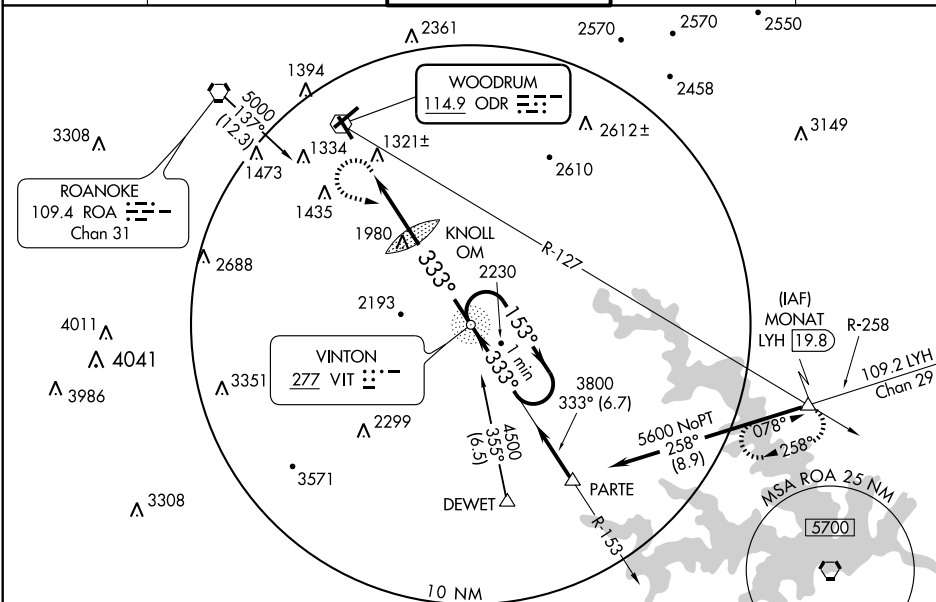 2361
2570
2570
2550
1394
WOODRUM
114.9 ODR
2458
5000
137°
(12.3)
3308
1473
1334
1321±
2612±
2610
3149
ROANOKE
109.4 ROA
Chan 31
1435
1980
KNOLL
OM
R-127
2688
333°
2230
2193
153°
1 min
333°
(IAF)
MONAT
LYH 19.8
R-258
109.2 LYH
Chan 29
4011
4041
3986
VINTON
277 VIT
3351
2299
3800
333° (6.7)
5600 NoPT
258°
(8.9)
078°
258°
4500
355°
(6.5)
3571
3308
DEWET
PARTE
R-153
MSA ROA 25 NM
5700
10 NM